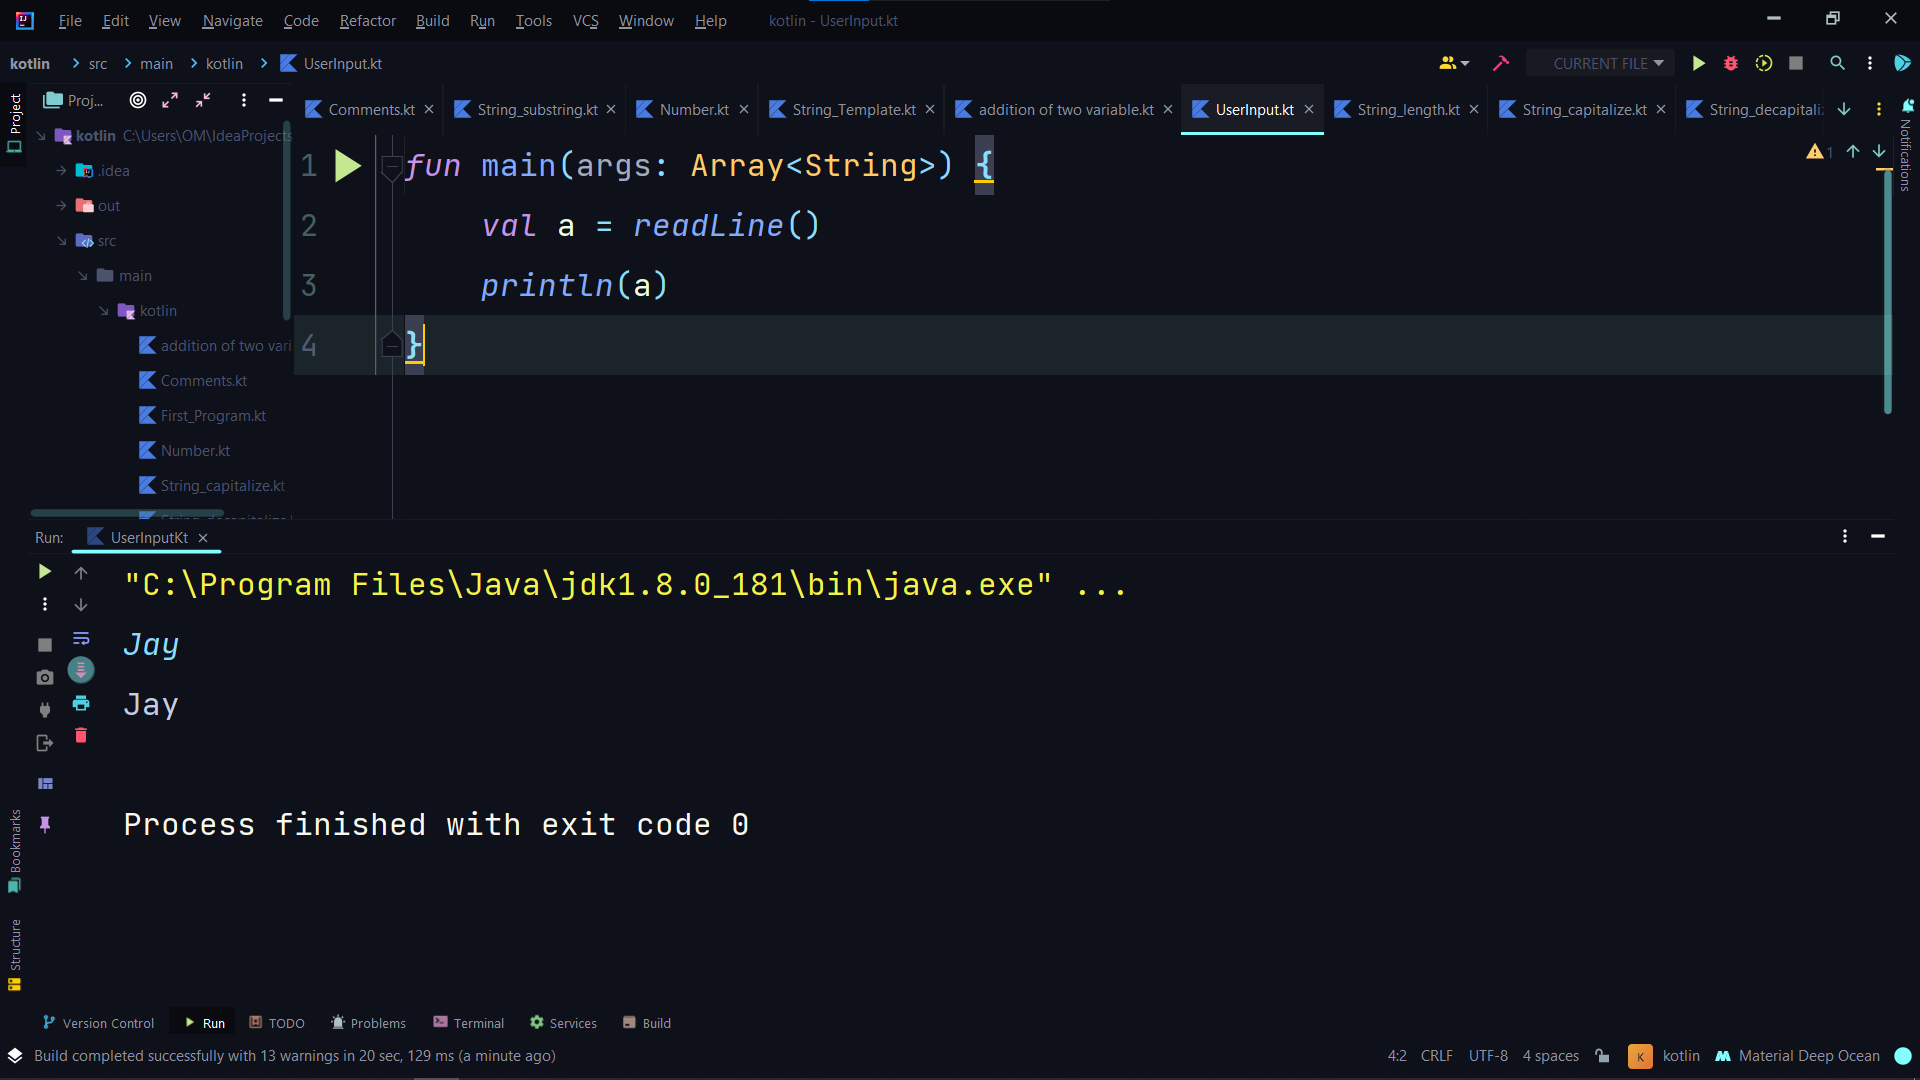 File Edit View Navigate Code Refactor Build Run Tools VCS Window Help kotlin - UserInput.kt
kotlin src main kotlin UserInput.kt CURRENT FILE
Project
Proj...
Comments.kt String_substring.kt Number.kt String_Template.kt addition of two variable.kt UserInput.kt String_length.kt String_capitalize.kt String_decapitali
Notifications
kotlin C:\Users\OM\IdeaProjects
.idea
out
src
main
kotlin
addition of two vari
Comments.kt
First_Program.kt
Number.kt
String_capitalize.kt
1 fun main(args: Array<String>) {
2 val a = readLine()
3 println(a)
4 }
1
Run: UserInputKt
"C:\Program Files\Java\jdk1.8.0_181\bin\java.exe" ...
Jay
Jay
Process finished with exit code 0
Bookmarks
Structure
Version Control Run TODO Problems Terminal Services Build
Build completed successfully with 13 warnings in 20 sec, 129 ms (a minute ago) 4:2 CRLF UTF-8 4 spaces K kotlin Material Deep Ocean